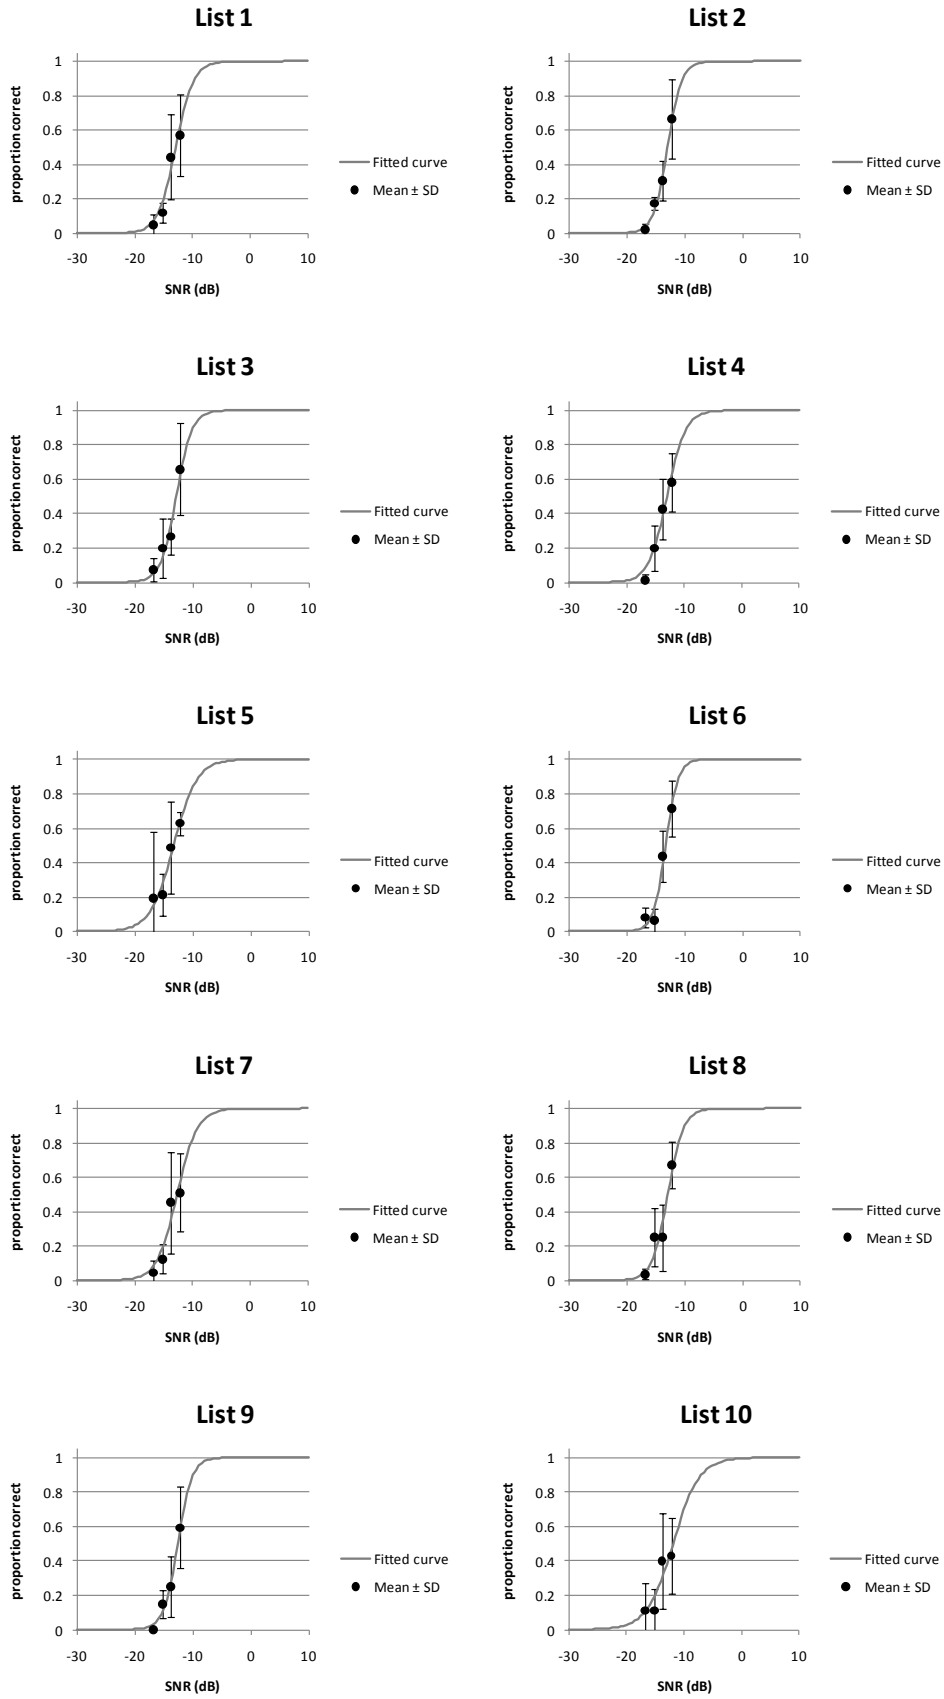 List 1
1
0.8
0.6
0.4
0.2
0
proportion correct
-30 -20 -10 0 10
SNR (dB)
Fitted curve
Mean ± SD
List 2
1
0.8
0.6
0.4
0.2
0
proportion correct
-30 -20 -10 0 10
SNR (dB)
Fitted curve
Mean ± SD
List 3
1
0.8
0.6
0.4
0.2
0
proportion correct
-30 -20 -10 0 10
SNR (dB)
Fitted curve
Mean ± SD
List 4
1
0.8
0.6
0.4
0.2
0
proportion correct
-30 -20 -10 0 10
SNR (dB)
Fitted curve
Mean ± SD
List 5
1
0.8
0.6
0.4
0.2
0
proportion correct
-30 -20 -10 0 10
SNR (dB)
Fitted curve
Mean ± SD
List 6
1
0.8
0.6
0.4
0.2
0
proportion correct
-30 -20 -10 0 10
SNR (dB)
Fitted curve
Mean ± SD
List 7
1
0.8
0.6
0.4
0.2
0
proportion correct
-30 -20 -10 0 10
SNR (dB)
Fitted curve
Mean ± SD
List 8
1
0.8
0.6
0.4
0.2
0
proportion correct
-30 -20 -10 0 10
SNR (dB)
Fitted curve
Mean ± SD
List 9
1
0.8
0.6
0.4
0.2
0
proportion correct
-30 -20 -10 0 10
SNR (dB)
Fitted curve
Mean ± SD
List 10
1
0.8
0.6
0.4
0.2
0
proportion correct
-30 -20 -10 0 10
SNR (dB)
Fitted curve
Mean ± SD